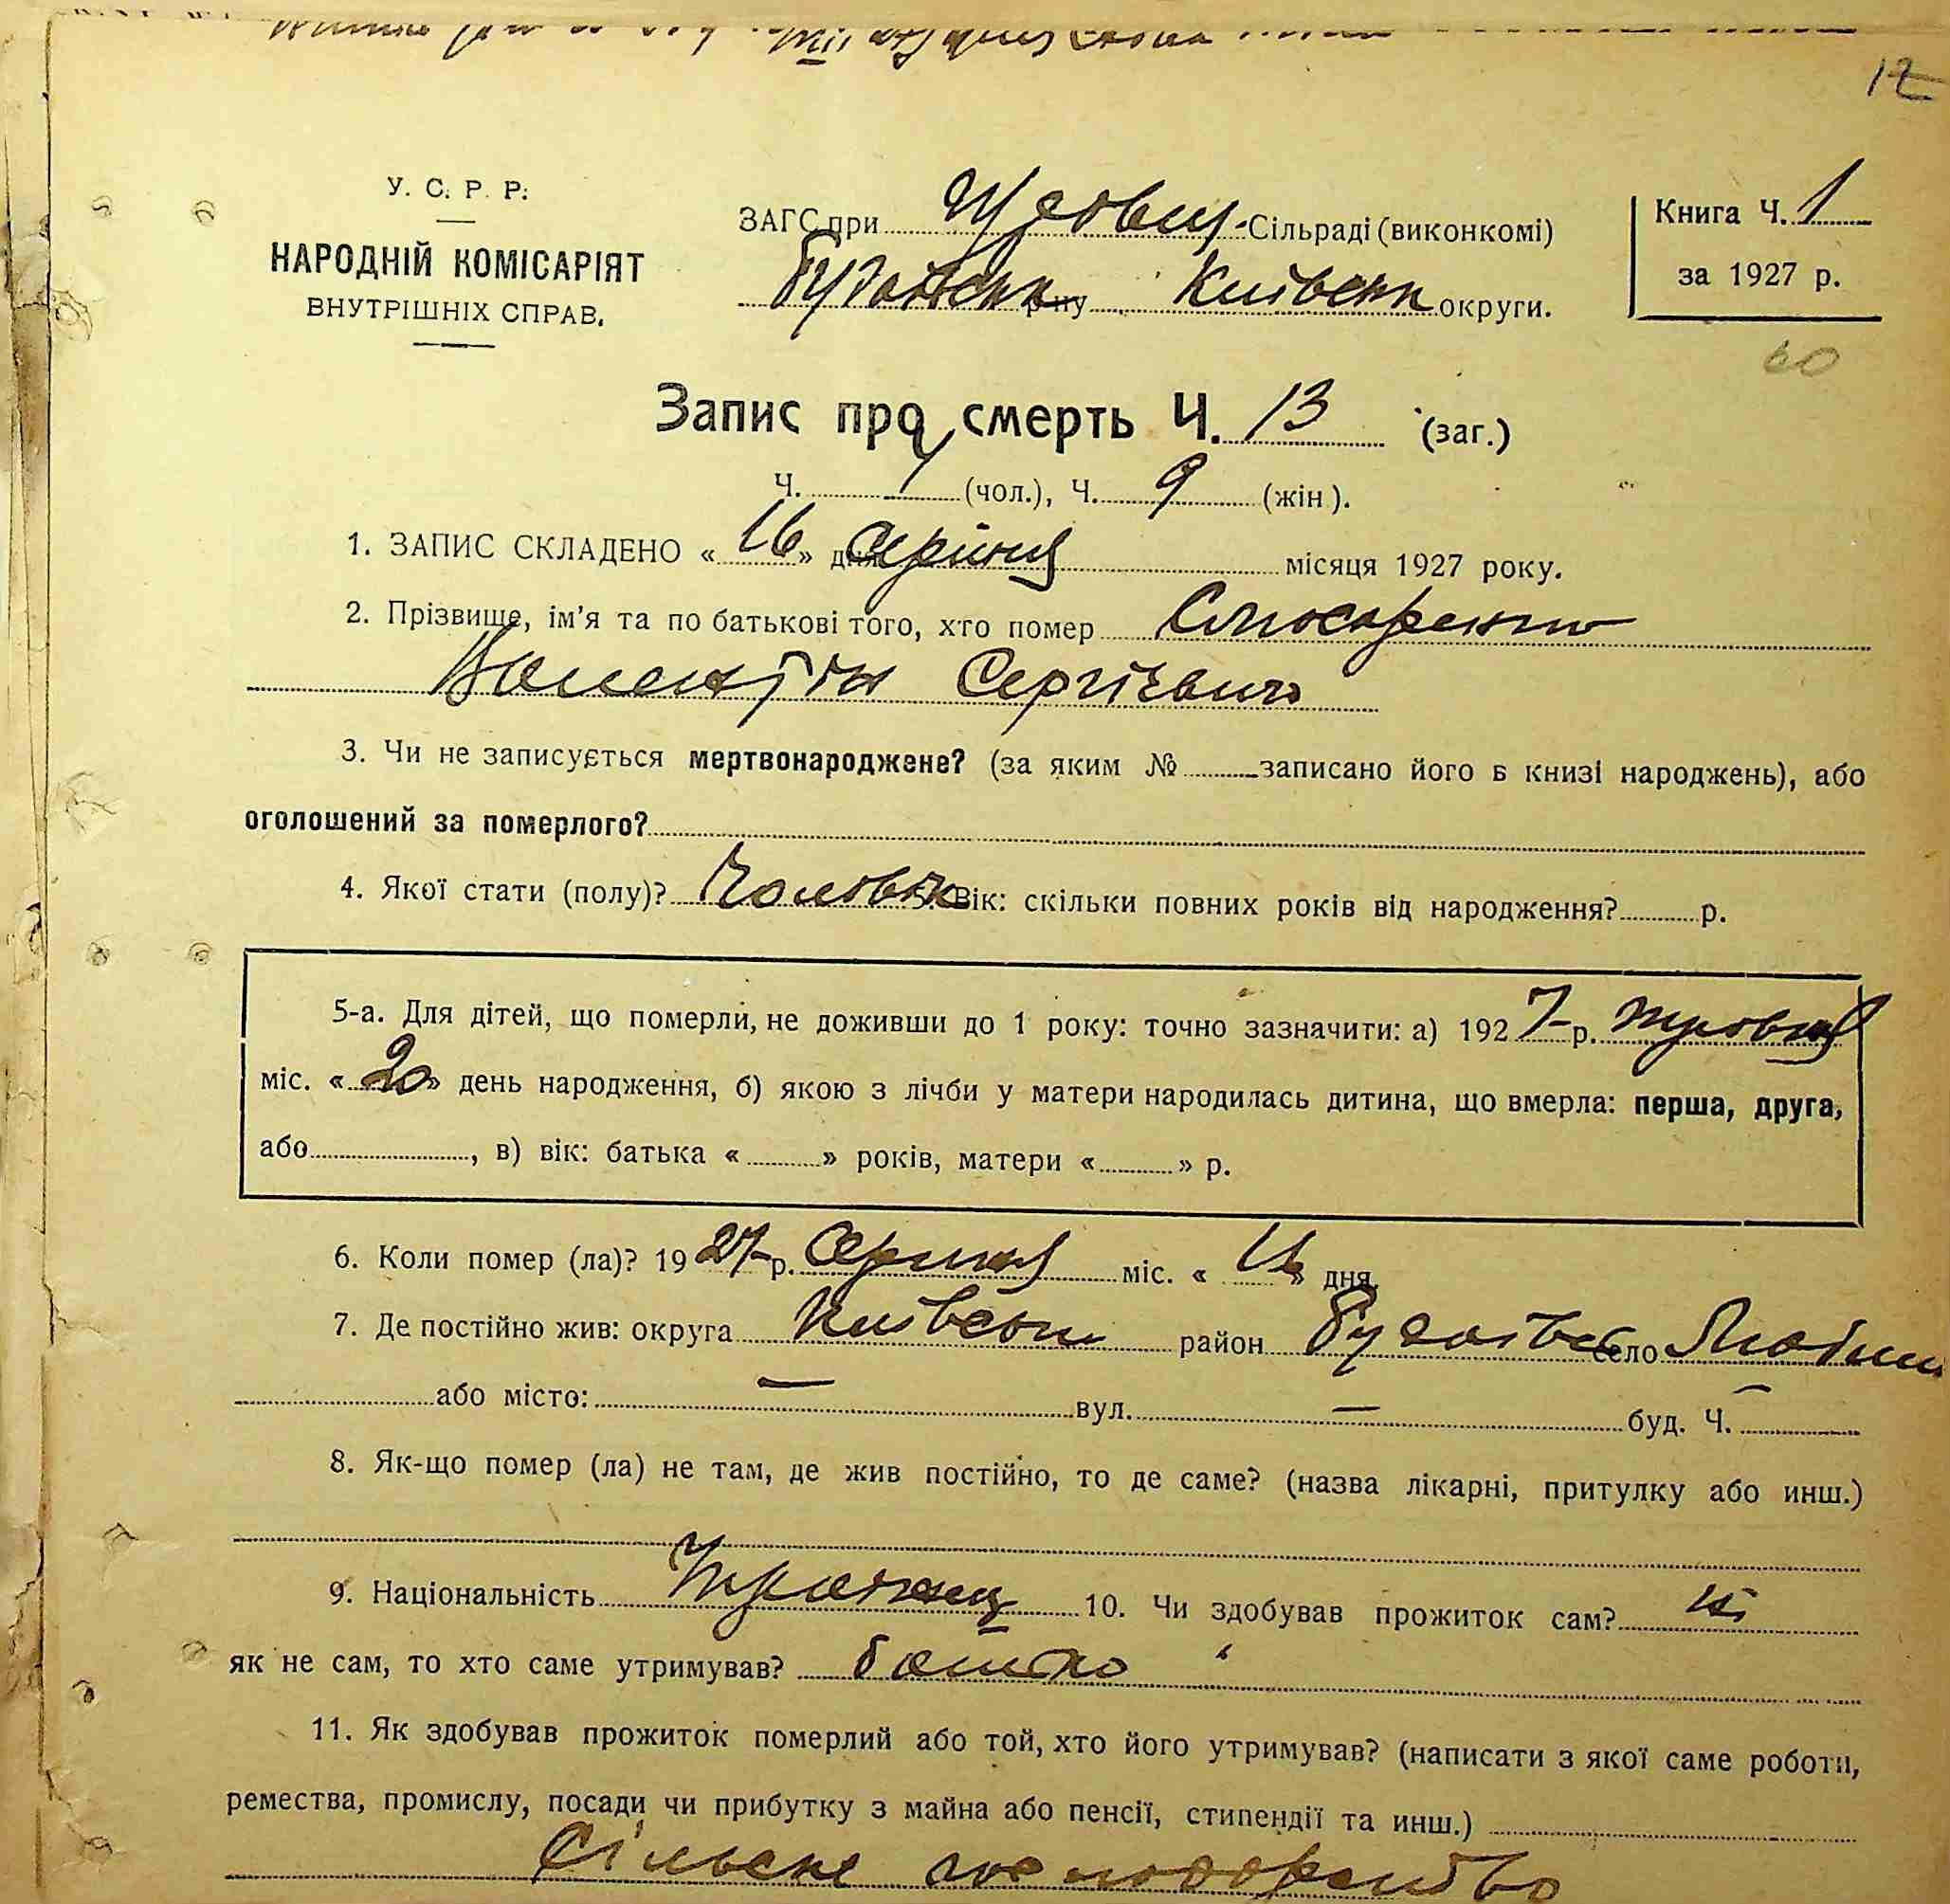 12
У. С. Р. Р.
НАРОДНІЙ КОМІСАРІЯТ
ВНУТРІШНІХ СПРАВ.
ЗАГС при Сільраді (виконкомі)
р-ну Київськ округи.
Книга Ч. 1
за 1927 р.
60
Запис про смерть Ч. 13 (заг.)
Ч. (чол.), Ч. 9 (жін).
1. ЗАПИС СКЛАДЕНО « 16 » дня Серпня місяця 1927 року.
2. Прізвище, ім'я та по батькові того, хто помер Слюсаренко
Валентин Сергієвич
3. Чи не записується мертвонароджене? (за яким № записано його в книзі народжень), або
оголошений за померлого?
4. Якої стати (полу)? Чоловік 5. Вік: скільки повних років від народження? р.
5-а. Для дітей, що померли, не доживши до 1 року: точно зазначити: а) 1927 р. травня
міс. « 20 » день народження, б) якою з лічби у матери народилась дитина, що вмерла: перша, друга,
або , в) вік: батька « » років, матери « » р.
6. Коли помер (ла)? 1927 р. Серпня міс. « 16 » дня.
7. Де постійно жив: округа Київськ район село
або місто: — вул. — буд. Ч. —
8. Як-що помер (ла) не там, де жив постійно, то де саме? (назва лікарні, притулку або инш.)
9. Національність Украінец 10. Чи здобував прожиток сам? ні
як не сам, то хто саме утримував? батько
11. Як здобував прожиток померлий або той, хто його утримував? (написати з якої саме роботи,
ремества, промислу, посади чи прибутку з майна або пенсії, стипендії та инш.)
Сільске господарство